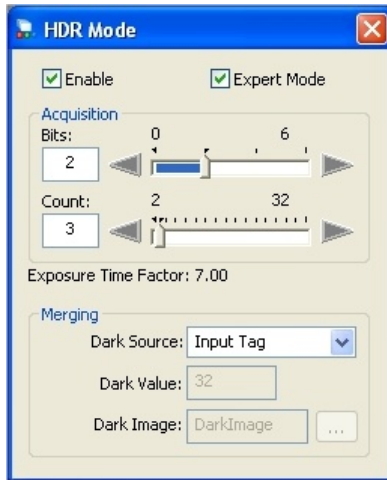 HDR Mode
Enable Expert Mode
Acquisition
Bits: 0 6
2
Count: 2 32
3
Exposure Time Factor: 7.00
Merging
Dark Source: Input Tag
Dark Value: 32
Dark Image: DarkImage ...